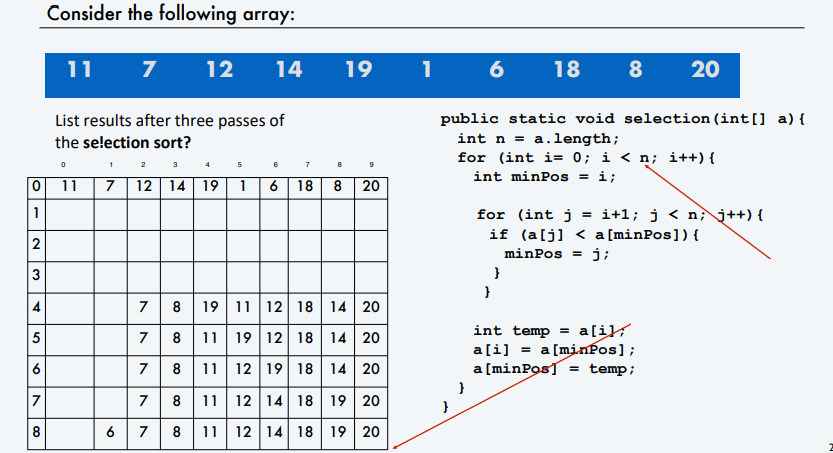 Consider the following array:
11 7 12 14 19 1 6 18 8 20
List results after three passes of
the selection sort?
0 1 2 3 4 5 6 7 8 9
0 11 7 12 14 19 1 6 18 8 20
1
2
3
4 7 8 19 11 12 18 14 20
5 7 8 11 19 12 18 14 20
6 7 8 11 12 19 18 14 20
7 7 8 11 12 14 18 19 20
8 6 7 8 11 12 14 18 19 20
public static void selection(int[] a){
int n = a.length;
for (int i= 0; i < n; i++){
int minPos = i;
for (int j = i+1; j < n; j++){
if (a[j] < a[minPos]){
minPos = j;
}
}
int temp = a[i];
a[i] = a[minPos];
a[minPos] = temp;
}
}
2